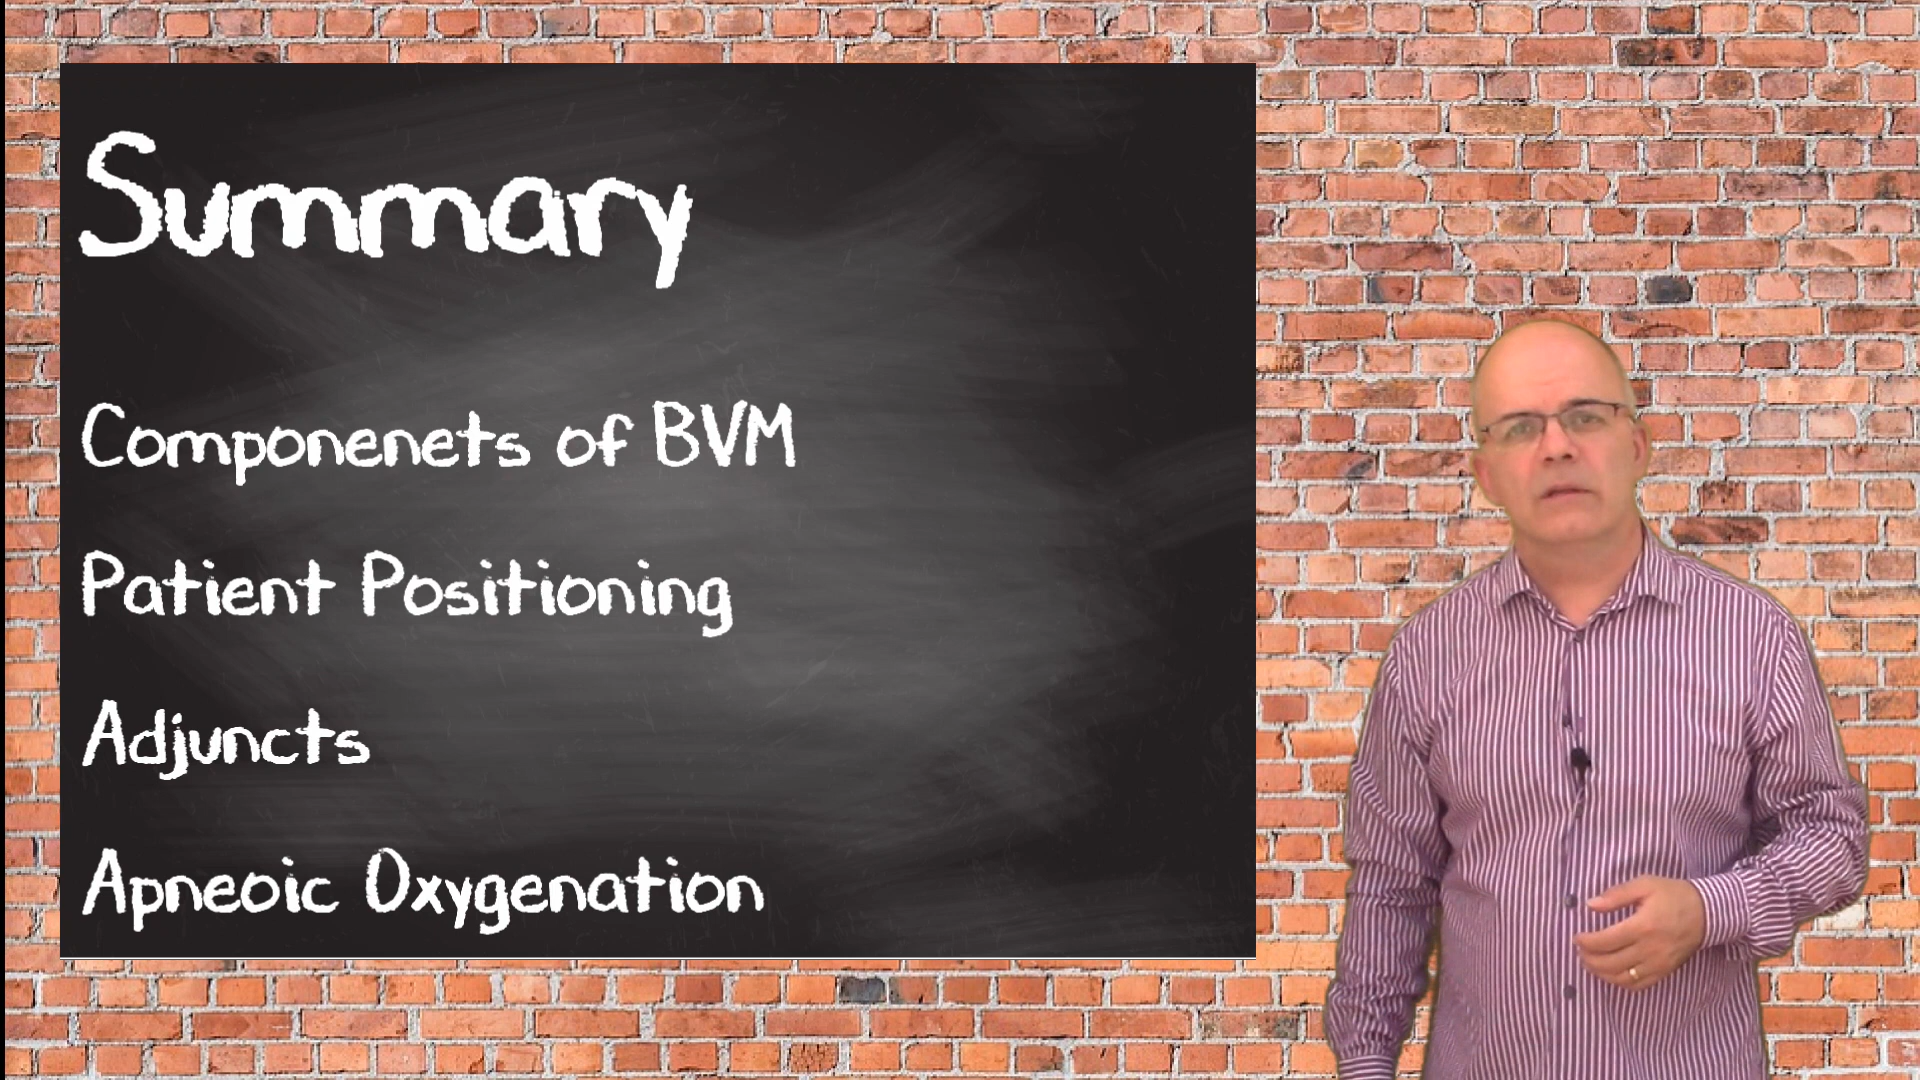 Summary
Componenets of BVM
Patient Positioning
Adjuncts
Apneoic Oxygenation